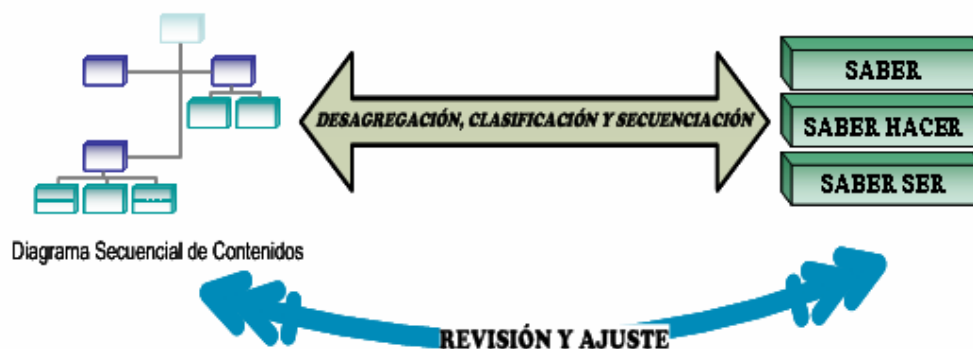 SABER
DESAGREGACIÓN, CLASIFICACIÓN Y SECUENCIACIÓN
SABER HACER
SABER SER
Diagrama Secuencial de Contenidos
REVISIÓN Y AJUSTE